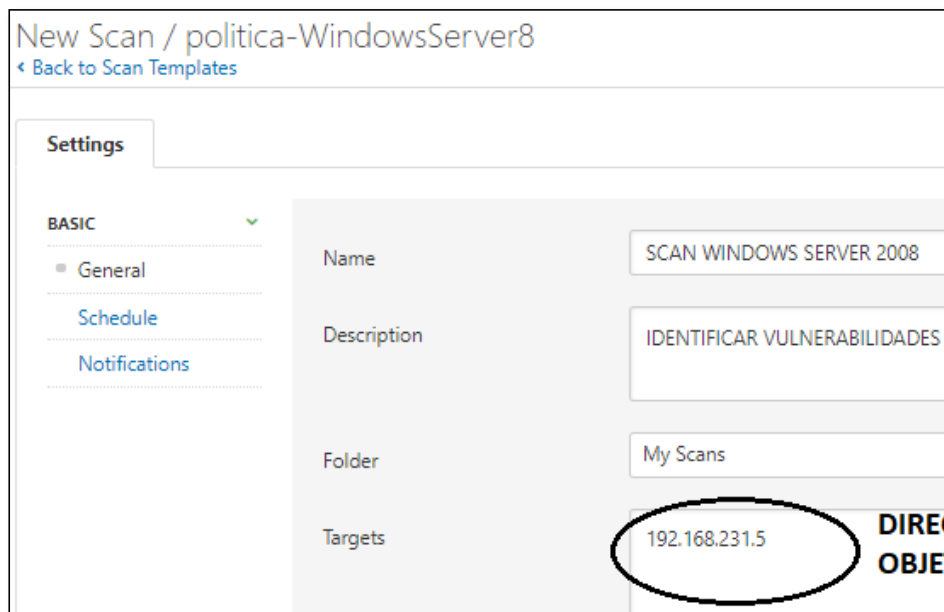 New Scan / politica-WindowsServer8
‹ Back to Scan Templates
Settings
BASIC
General
Schedule
Notifications
Name
SCAN WINDOWS SERVER 2008
Description
IDENTIFICAR VULNERABILIDADES
Folder
My Scans
Targets
192.168.231.5